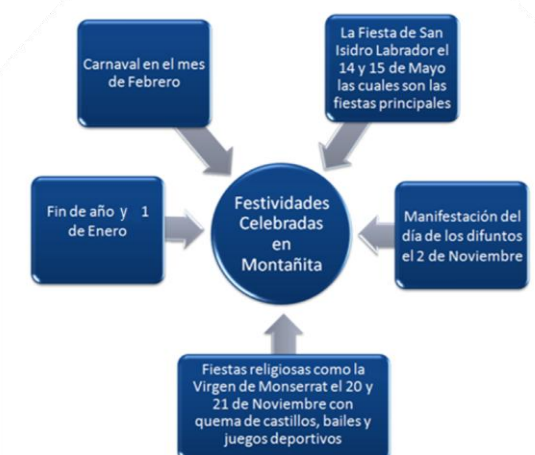 Carnaval en el mes
de Febrero
La Fiesta de San
Isidro Labrador el
14 y 15 de Mayo
las cuales son las
fiestas principales
Fin de año y 1
de Enero
Festividades
Celebradas
en
Montañita
Manifestación del
día de los difuntos
el 2 de Noviembre
Fiestas religiosas como la
Virgen de Monserrat el 20 y
21 de Noviembre con
quema de castillos, bailes y
juegos deportivos